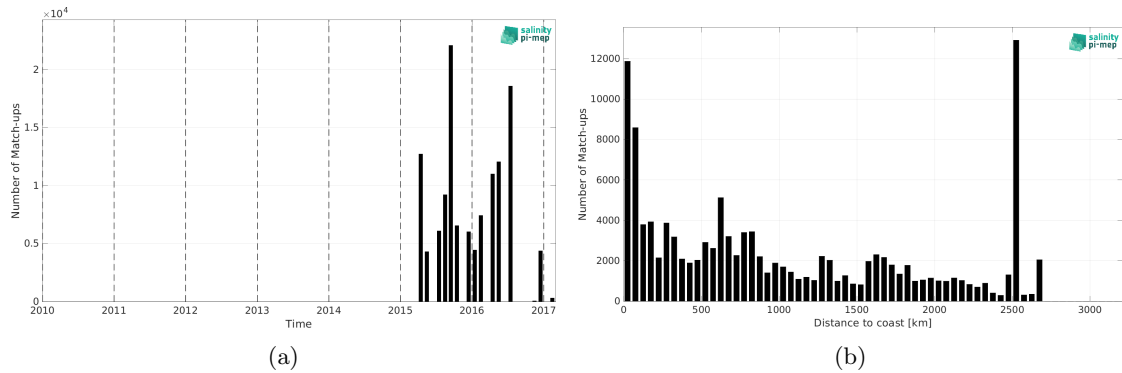 ×10⁴
salinity
pi-mep
2
1.5
1
0.5
0
Number of Match-ups
2010 2011 2012 2013 2014 2015 2016 2017
Time
(a)
salinity
pi-mep
12000
10000
8000
6000
4000
2000
0
Number of Match-ups
0 500 1000 1500 2000 2500 3000
Distance to coast [km]
(b)